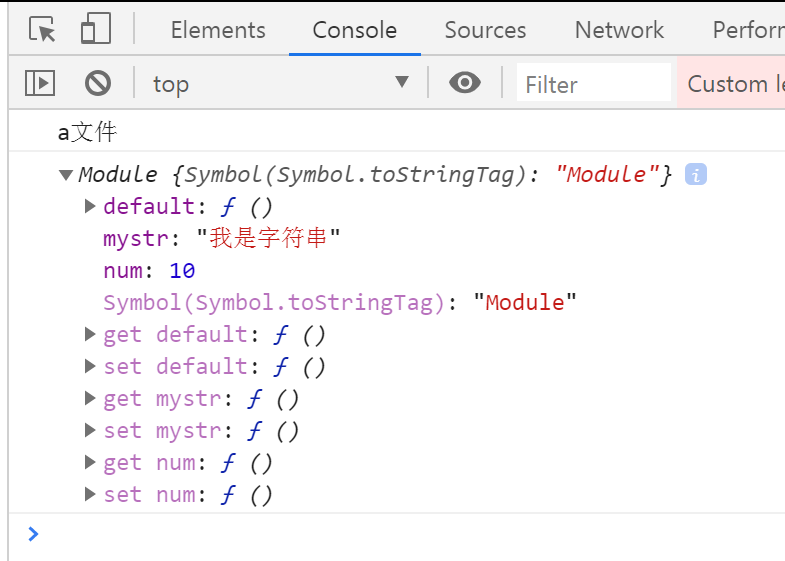 Elements Console Sources Network Perforr
top Filter Custom le
a文件
Module {Symbol(Symbol.toStringTag): "Module"} i
default: ƒ ()
mystr: "我是字符串"
num: 10
Symbol(Symbol.toStringTag): "Module"
get default: ƒ ()
set default: ƒ ()
get mystr: ƒ ()
set mystr: ƒ ()
get num: ƒ ()
set num: ƒ ()